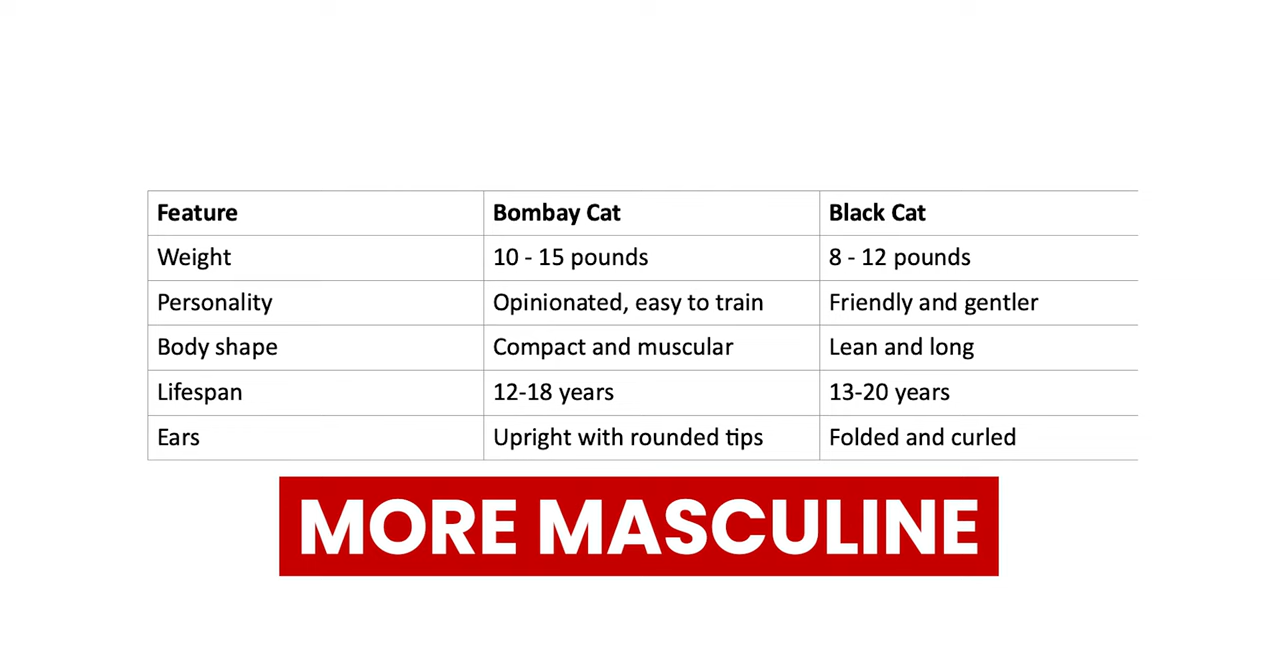 Feature Bombay Cat Black Cat
Weight 10 - 15 pounds 8 - 12 pounds
Personality Opinionated, easy to train Friendly and gentler
Body shape Compact and muscular Lean and long
Lifespan 12-18 years 13-20 years
Ears Upright with rounded tips Folded and curled
MORE MASCULINE